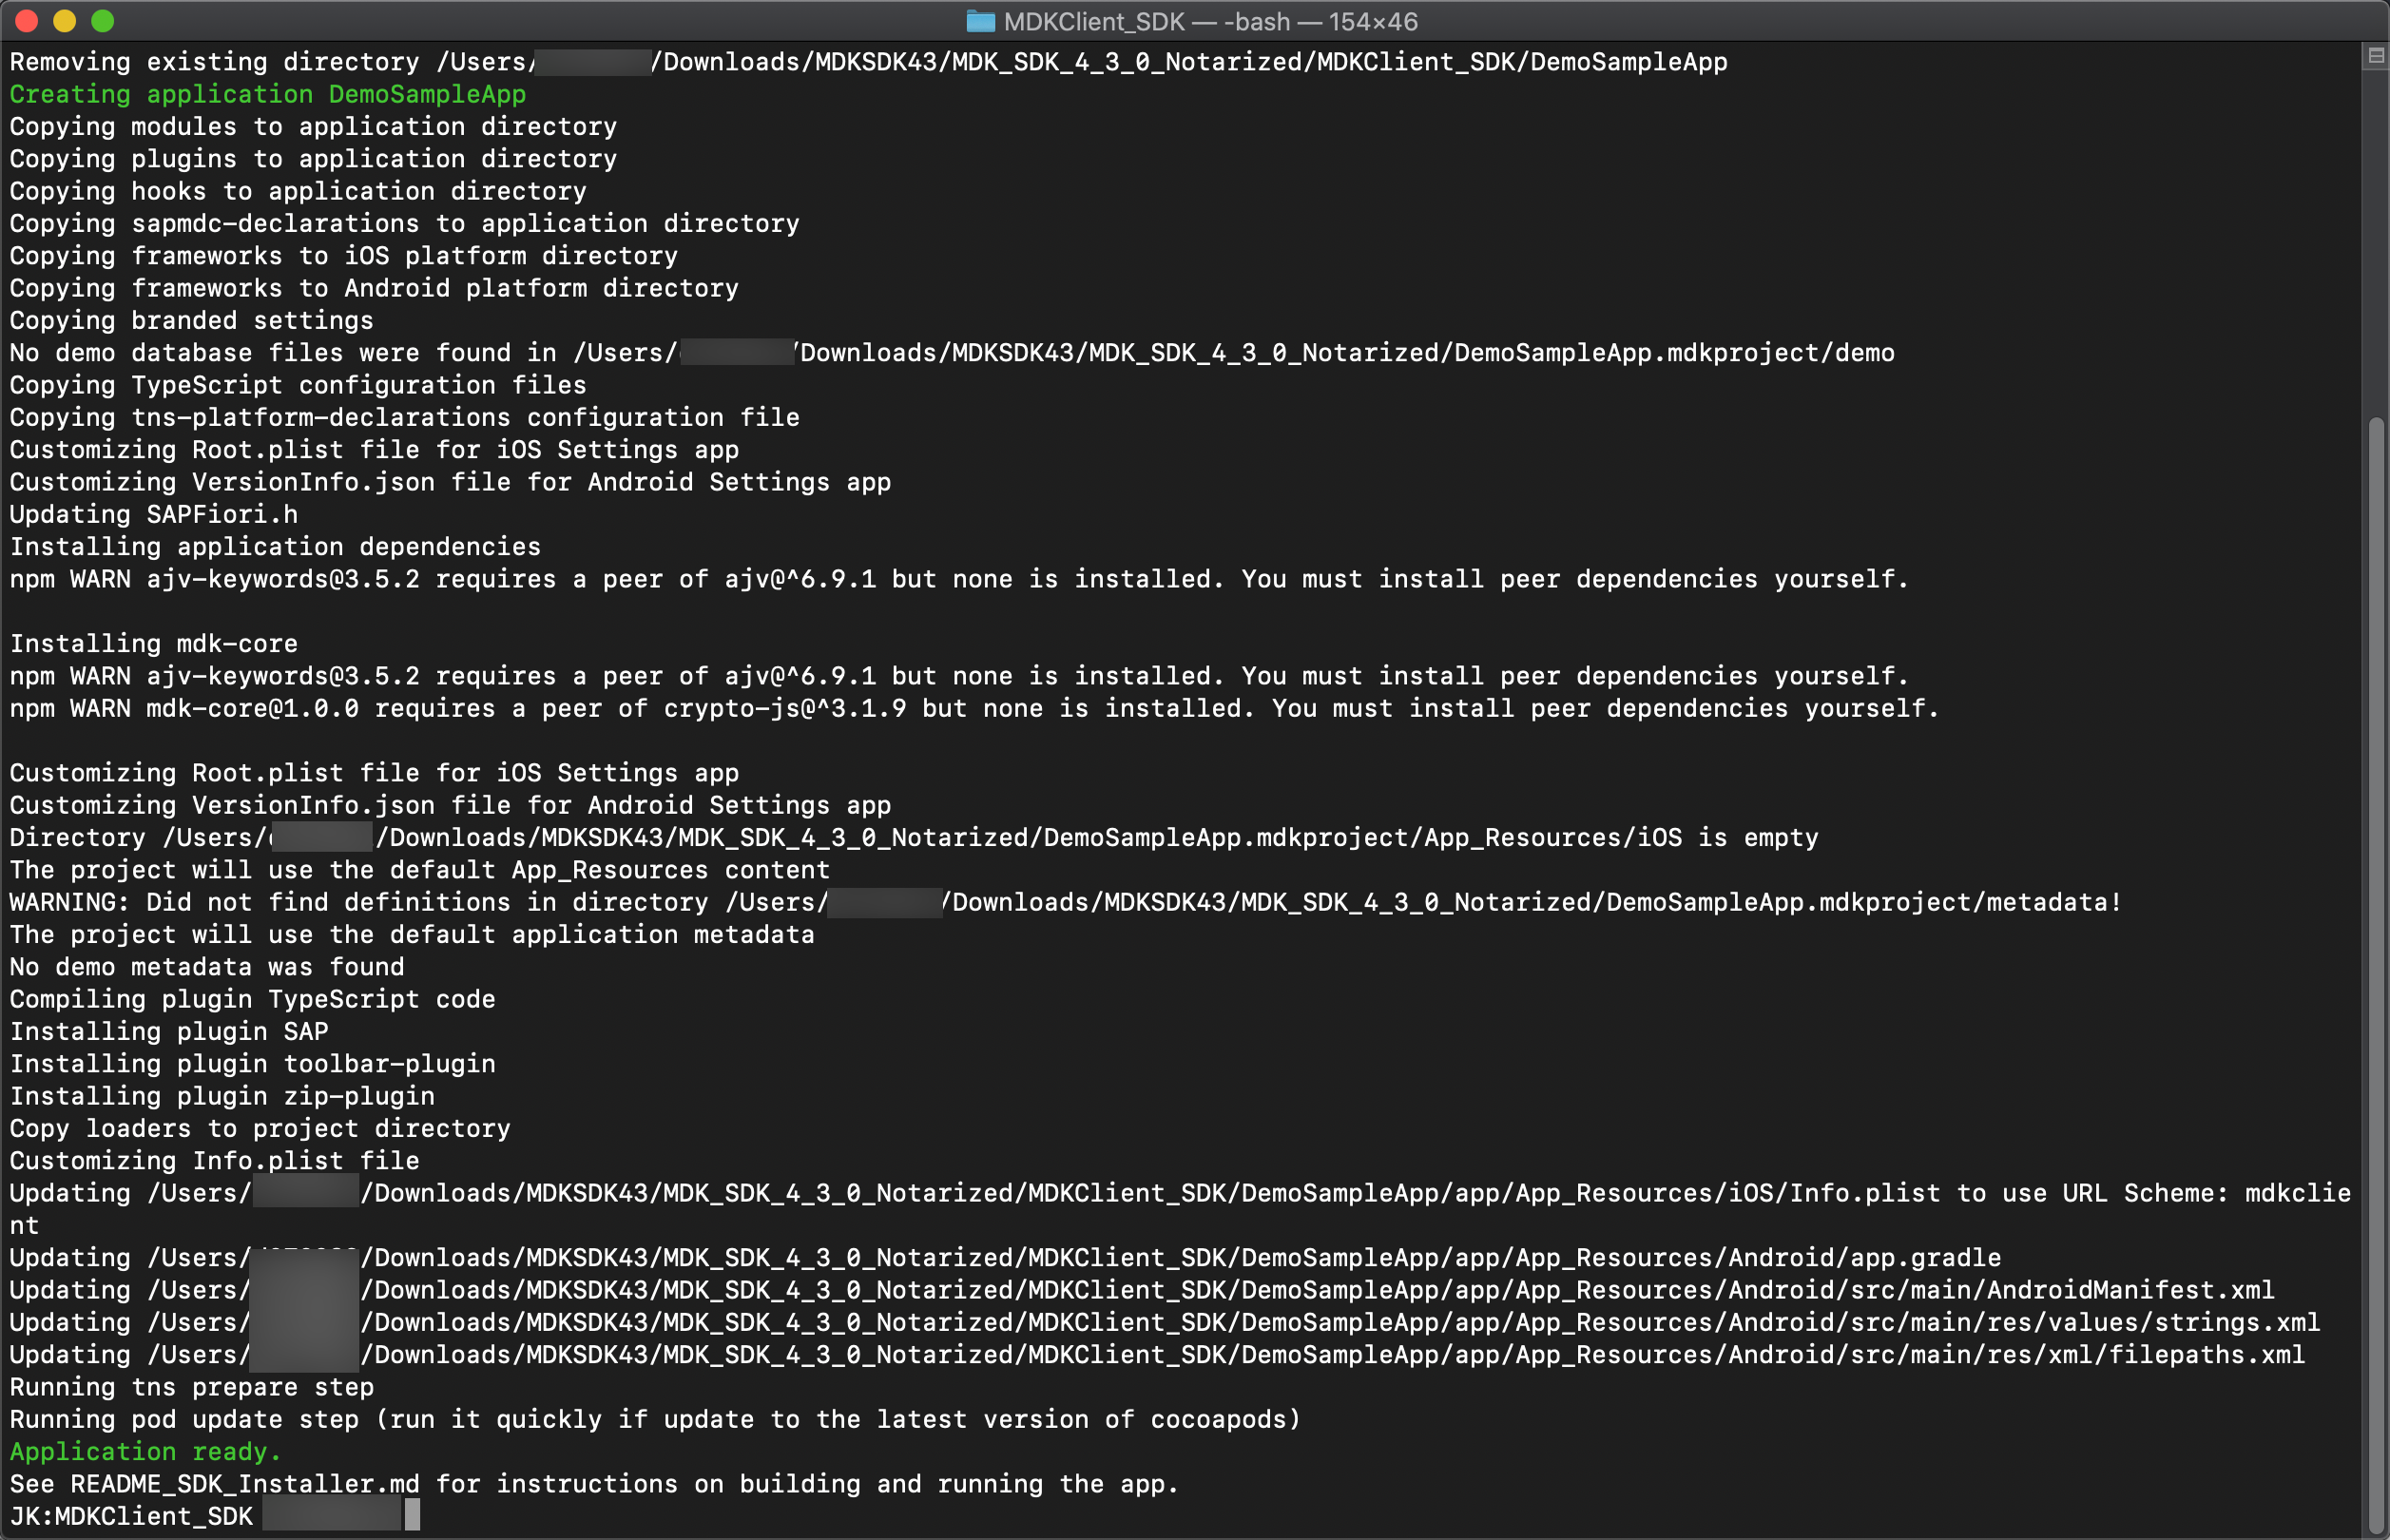 MDKClient_SDK — -bash — 154×46
Removing existing directory /Users/ /Downloads/MDKSDK43/MDK_SDK_4_3_0_Notarized/MDKClient_SDK/DemoSampleApp
Creating application DemoSampleApp
Copying modules to application directory
Copying plugins to application directory
Copying hooks to application directory
Copying sapmdc-declarations to application directory
Copying frameworks to iOS platform directory
Copying frameworks to Android platform directory
Copying branded settings
No demo database files were found in /Users/ /Downloads/MDKSDK43/MDK_SDK_4_3_0_Notarized/DemoSampleApp.mdkproject/demo
Copying TypeScript configuration files
Copying tns-platform-declarations configuration file
Customizing Root.plist file for iOS Settings app
Customizing VersionInfo.json file for Android Settings app
Updating SAPFiori.h
Installing application dependencies
npm WARN ajv-keywords@3.5.2 requires a peer of ajv@^6.9.1 but none is installed. You must install peer dependencies yourself.
Installing mdk-core
npm WARN ajv-keywords@3.5.2 requires a peer of ajv@^6.9.1 but none is installed. You must install peer dependencies yourself.
npm WARN mdk-core@1.0.0 requires a peer of crypto-js@^3.1.9 but none is installed. You must install peer dependencies yourself.
Customizing Root.plist file for iOS Settings app
Customizing VersionInfo.json file for Android Settings app
Directory /Users/ /Downloads/MDKSDK43/MDK_SDK_4_3_0_Notarized/DemoSampleApp.mdkproject/App_Resources/iOS is empty
The project will use the default App_Resources content
WARNING: Did not find definitions in directory /Users/ /Downloads/MDKSDK43/MDK_SDK_4_3_0_Notarized/DemoSampleApp.mdkproject/metadata!
The project will use the default application metadata
No demo metadata was found
Compiling plugin TypeScript code
Installing plugin SAP
Installing plugin toolbar-plugin
Installing plugin zip-plugin
Copy loaders to project directory
Customizing Info.plist file
Updating /Users/ /Downloads/MDKSDK43/MDK_SDK_4_3_0_Notarized/MDKClient_SDK/DemoSampleApp/app/App_Resources/iOS/Info.plist to use URL Scheme: mdkclie
nt
Updating /Users/ /Downloads/MDKSDK43/MDK_SDK_4_3_0_Notarized/MDKClient_SDK/DemoSampleApp/app/App_Resources/Android/app.gradle
Updating /Users/ /Downloads/MDKSDK43/MDK_SDK_4_3_0_Notarized/MDKClient_SDK/DemoSampleApp/app/App_Resources/Android/src/main/AndroidManifest.xml
Updating /Users/ /Downloads/MDKSDK43/MDK_SDK_4_3_0_Notarized/MDKClient_SDK/DemoSampleApp/app/App_Resources/Android/src/main/res/values/strings.xml
Updating /Users/ /Downloads/MDKSDK43/MDK_SDK_4_3_0_Notarized/MDKClient_SDK/DemoSampleApp/app/App_Resources/Android/src/main/res/xml/filepaths.xml
Running tns prepare step
Running pod update step (run it quickly if update to the latest version of cocoapods)
Application ready.
See README_SDK_Installer.md for instructions on building and running the app.
JK:MDKClient_SDK